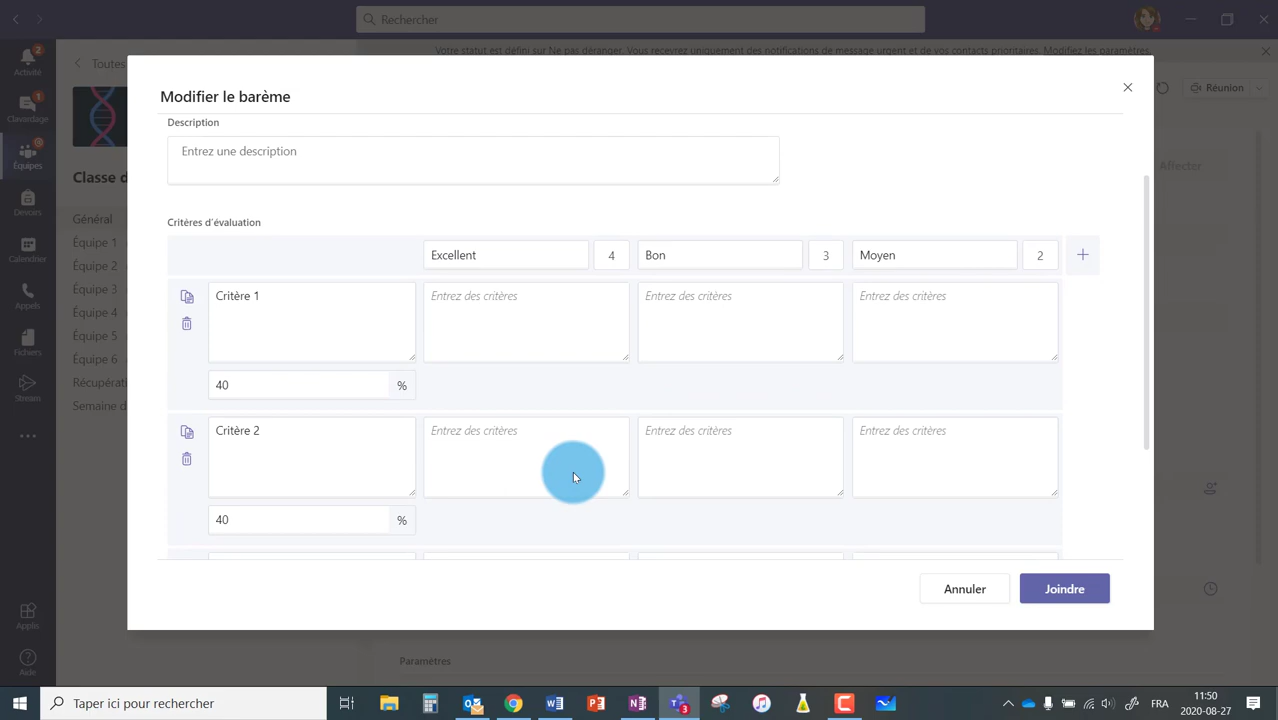 Rechercher
Votre statut est défini sur Ne pas déranger. Vous recevrez uniquement des notifications de message urgent et de vos contacts prioritaires. Modifiez les paramètres.
2
Activité
1
Clavardage
Équipes
Devoirs
Calendrier
Appels
Fichiers
Stream
Applis
Aide
Toutes
Classe d
Général
Équipe 1
Équipe 2
Équipe 3
Équipe 4
Équipe 5
Équipe 6
Récupérati
Semaine d
Réunion
Affecter
Modifier le barème
Description
Entrez une description
Critères d'évaluation
Excellent 4 Bon 3 Moyen 2
Critère 1 Entrez des critères Entrez des critères Entrez des critères
40 %
Critère 2 Entrez des critères Entrez des critères Entrez des critères
40 %
Annuler Joindre
Paramètres
Taper ici pour rechercher
3
FRA
11:50
2020-08-27